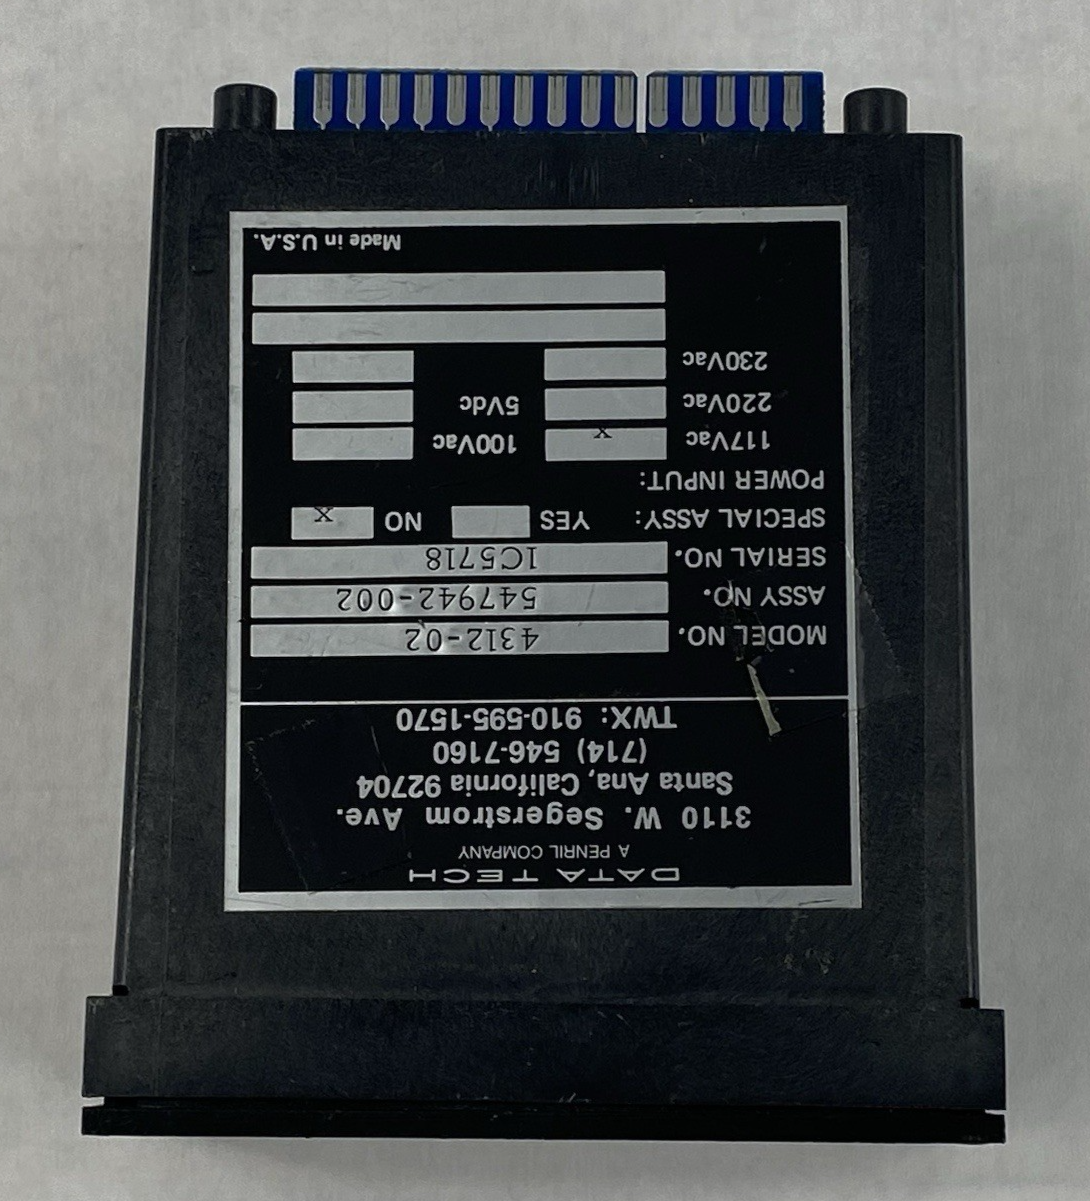 DATA TECH
A PENRIL COMPANY
3110 W. Segerstrom Ave.
Santa Ana, California 92704
(714) 546-7160
TWX: 910-595-1570
MODEL NO. 4312-02
ASSY NO. 547942-002
SERIAL NO. 1C5718
SPECIAL ASSY: YES NO X
POWER INPUT:
117Vac X 100Vac
220Vac 5Vdc
230Vac
Made in U.S.A.